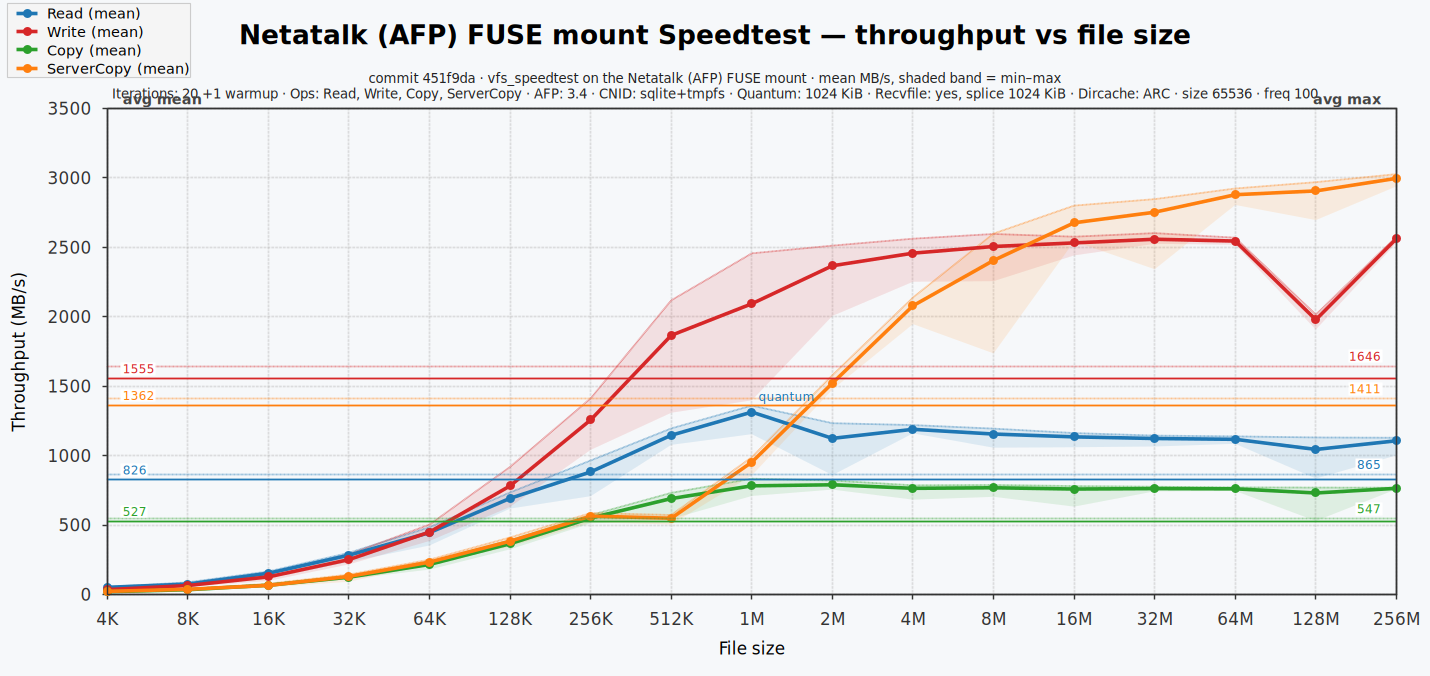 Read (mean)
Write (mean)
Copy (mean)
ServerCopy (mean)
Netatalk (AFP) FUSE mount Speedtest — throughput vs file size
commit 451f9da · vfs_speedtest on the Netatalk (AFP) FUSE mount · mean MB/s, shaded band = min–max
Iterations: 20 +1 warmup · Ops: Read, Write, Copy, ServerCopy · AFP: 3.4 · CNID: sqlite+tmpfs · Quantum: 1024 KiB · Recvfile: yes, splice 1024 KiB · Dircache: ARC · size 65536 · freq 100
avg mean
avg max
3500
3000
2500
2000
1500
1000
500
0
Throughput (MB/s)
1555
1646
1362
1411
quantum
826
865
527
547
4K 8K 16K 32K 64K 128K 256K 512K 1M 2M 4M 8M 16M 32M 64M 128M 256M
File size